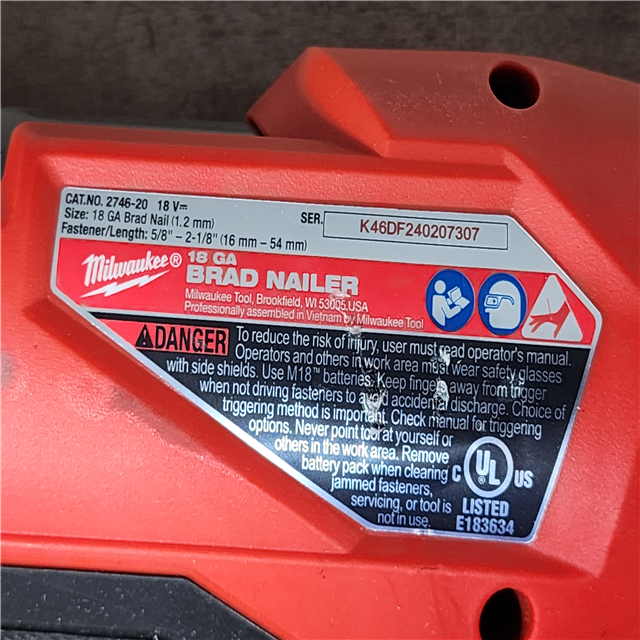 CAT.NO. 2746-20 18 V⎓
Size: 18 GA Brad Nail (1.2 mm)
Fastener/Length: 5/8" – 2-1/8" (16 mm – 54 mm)
SER. K46DF240207307
Milwaukee®
18 GA
BRAD NAILER
Milwaukee Tool, Brookfield, WI 53005 USA
Professionally assembled in Vietnam by Milwaukee Tool
DANGER
To reduce the risk of injury, user must read operator's manual.
Operators and others in work area must wear safety glasses
with side shields. Use M18™ batteries. Keep fingers away from trigger
when not driving fasteners to avoid accidental discharge. Choice of
triggering method is important. Check manual for triggering
options. Never point tool at yourself or
others in the work area. Remove
battery pack when clearing
jammed fasteners,
servicing, or tool is
not in use.
C UL US
LISTED
E183634